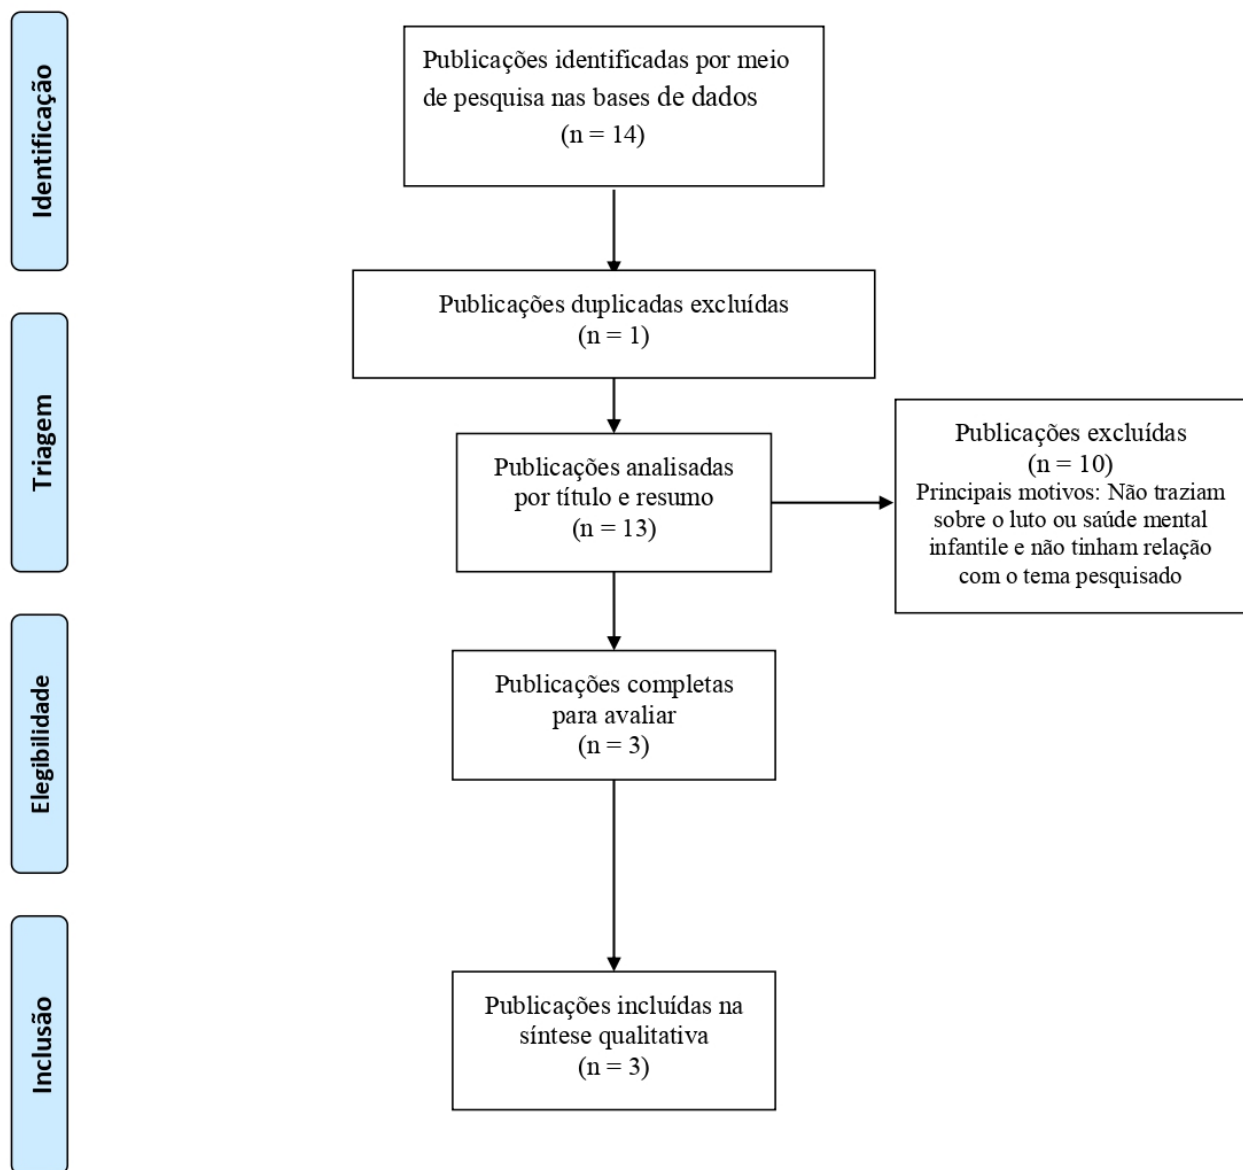 Identificação
Publicações identificadas por meio
de pesquisa nas bases de dados
(n = 14)
Publicações duplicadas excluídas
(n = 1)
Triagem
Publicações analisadas
por título e resumo
(n = 13)
Publicações excluídas
(n = 10)
Principais motivos: Não traziam
sobre o luto ou saúde mental
infantile e não tinham relação
com o tema pesquisado
Elegibilidade
Publicações completas
para avaliar
(n = 3)
Inclusão
Publicações incluídas na
síntese qualitativa
(n = 3)